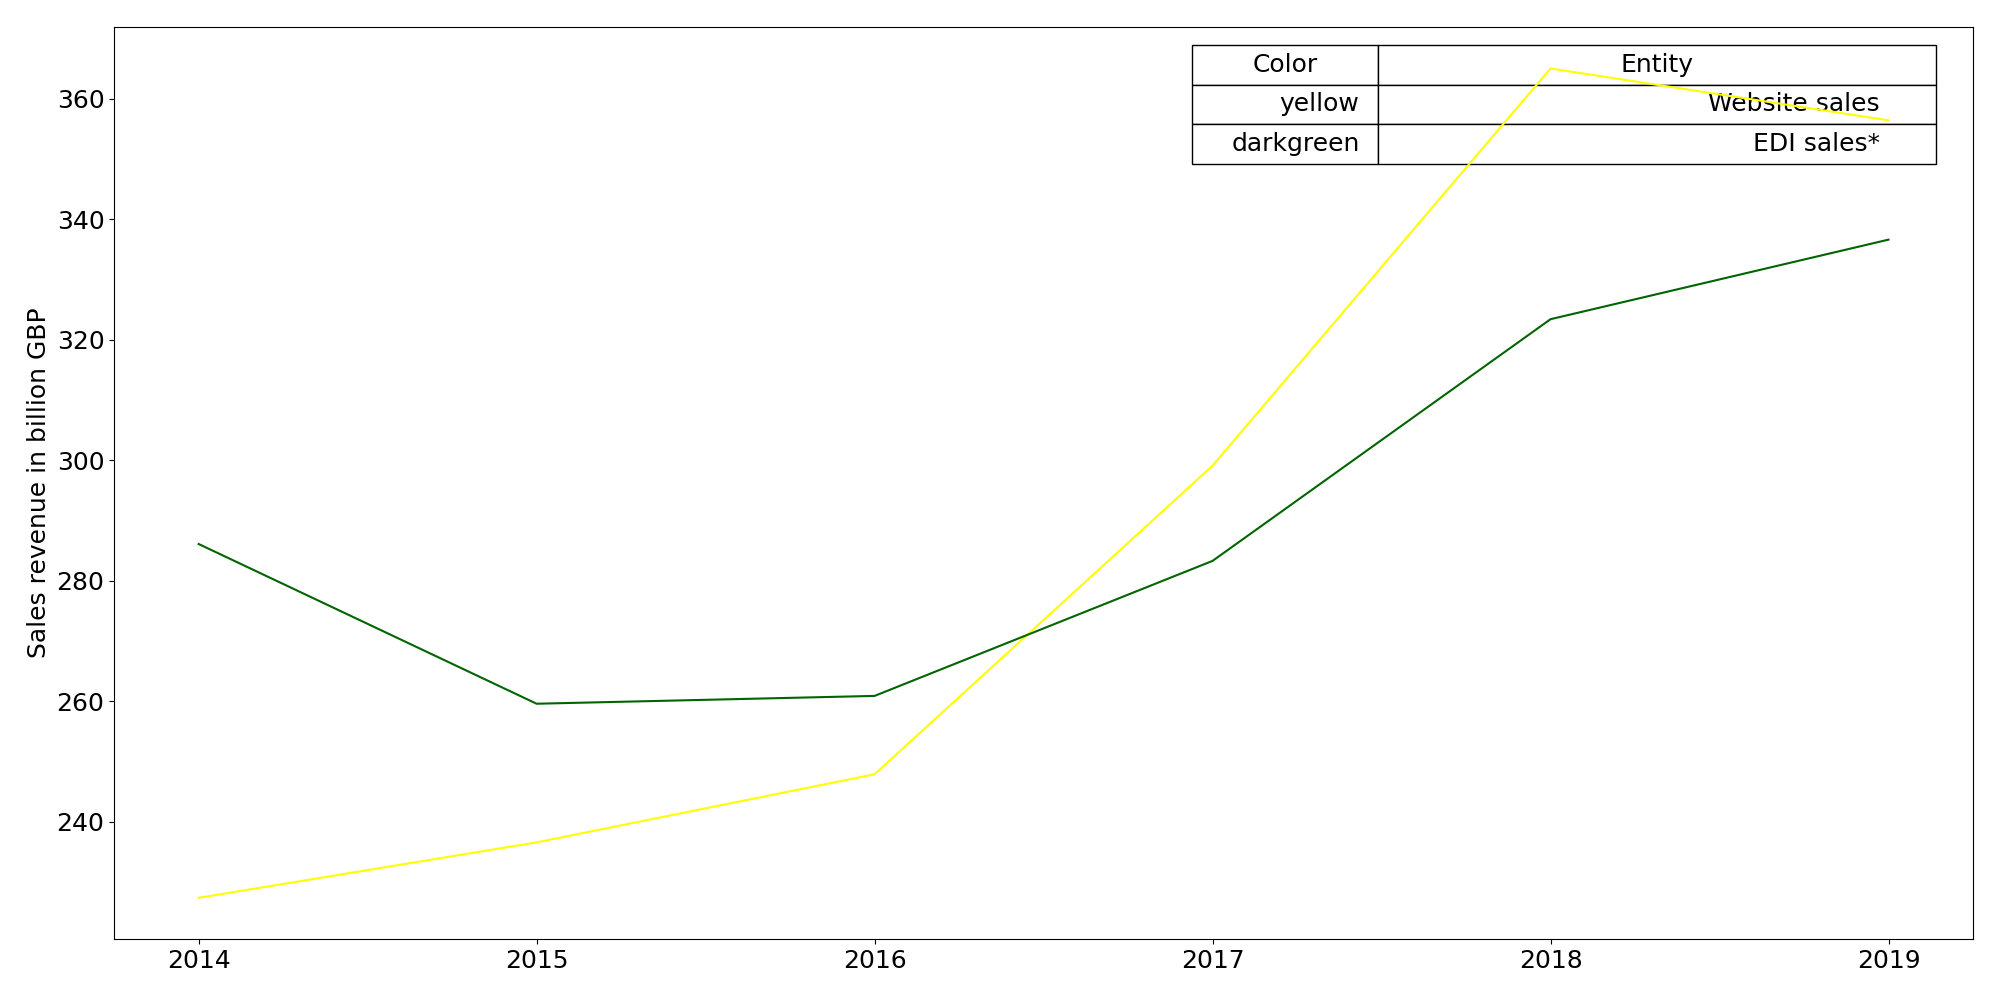 Color Entity
yellow Website sales
darkgreen EDI sales*
360
340
320
300
280
260
240
Sales revenue in billion GBP
2014 2015 2016 2017 2018 2019